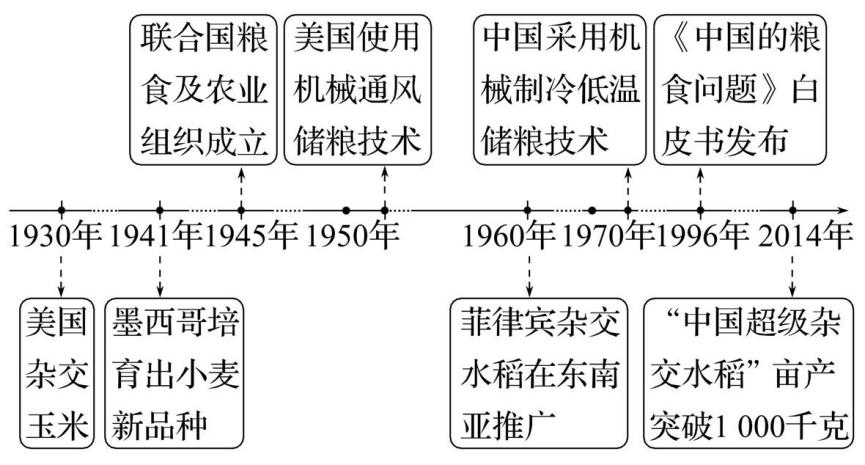 联合国粮
食及农业
组织成立
美国使用
机械通风
储粮技术
中国采用机
械制冷低温
储粮技术
《中国的粮
食问题》白
皮书发布
1930年
1941年
1945年
1950年
1960年
1970年
1996年
2014年
美国
杂交
玉米
墨西哥培
育出小麦
新品种
菲律宾杂交
水稻在东南
亚推广
“中国超级杂
交水稻”亩产
突破1 000千克